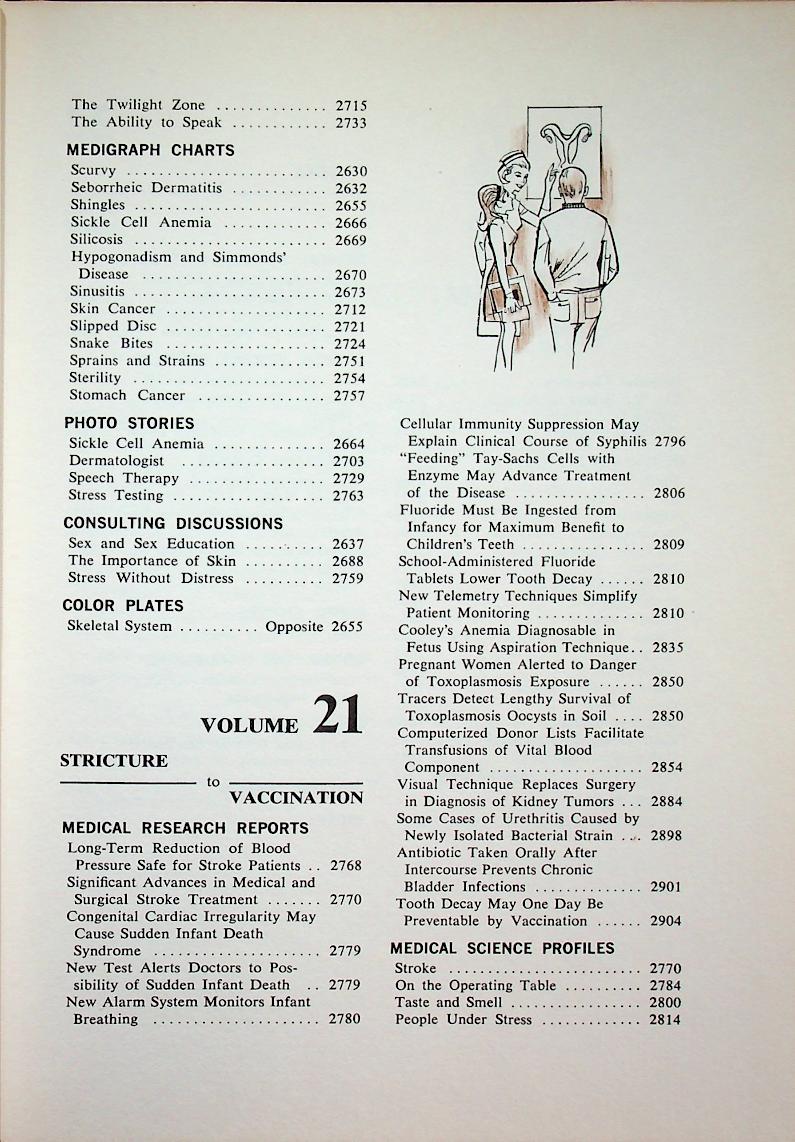 The Twilight Zone .............. 2715
The Ability to Speak ............ 2733
MEDIGRAPH CHARTS
Scurvy ......................... 2630
Seborrheic Dermatitis ............ 2632
Shingles ........................ 2655
Sickle Cell Anemia ............. 2666
Silicosis ........................ 2669
Hypogonadism and Simmonds'
Disease ....................... 2670
Sinusitis ........................ 2673
Skin Cancer .................... 2712
Slipped Disc .................... 2721
Snake Bites .................... 2724
Sprains and Strains .............. 2751
Sterility ........................ 2754
Stomach Cancer ................ 2757
PHOTO STORIES
Sickle Cell Anemia .............. 2664
Dermatologist .................. 2703
Speech Therapy ................. 2729
Stress Testing ................... 2763
CONSULTING DISCUSSIONS
Sex and Sex Education .......... 2637
The Importance of Skin .......... 2688
Stress Without Distress .......... 2759
COLOR PLATES
Skeletal System .......... Opposite 2655
VOLUME 21
STRICTURE
to
VACCINATION
MEDICAL RESEARCH REPORTS
Long-Term Reduction of Blood
Pressure Safe for Stroke Patients .. 2768
Significant Advances in Medical and
Surgical Stroke Treatment ....... 2770
Congenital Cardiac Irregularity May
Cause Sudden Infant Death
Syndrome ..................... 2779
New Test Alerts Doctors to Pos-
sibility of Sudden Infant Death .. 2779
New Alarm System Monitors Infant
Breathing ..................... 2780
Cellular Immunity Suppression May
Explain Clinical Course of Syphilis 2796
"Feeding" Tay-Sachs Cells with
Enzyme May Advance Treatment
of the Disease ................ 2806
Fluoride Must Be Ingested from
Infancy for Maximum Benefit to
Children's Teeth ............... 2809
School-Administered Fluoride
Tablets Lower Tooth Decay ...... 2810
New Telemetry Techniques Simplify
Patient Monitoring .............. 2810
Cooley's Anemia Diagnosable in
Fetus Using Aspiration Technique.. 2835
Pregnant Women Alerted to Danger
of Toxoplasmosis Exposure ...... 2850
Tracers Detect Lengthy Survival of
Toxoplasmosis Oocysts in Soil .... 2850
Computerized Donor Lists Facilitate
Transfusions of Vital Blood
Component ................... 2854
Visual Technique Replaces Surgery
in Diagnosis of Kidney Tumors ... 2884
Some Cases of Urethritis Caused by
Newly Isolated Bacterial Strain ... 2898
Antibiotic Taken Orally After
Intercourse Prevents Chronic
Bladder Infections ............. 2901
Tooth Decay May One Day Be
Preventable by Vaccination ...... 2904
MEDICAL SCIENCE PROFILES
Stroke ........................ 2770
On the Operating Table .......... 2784
Taste and Smell ................ 2800
People Under Stress ............. 2814